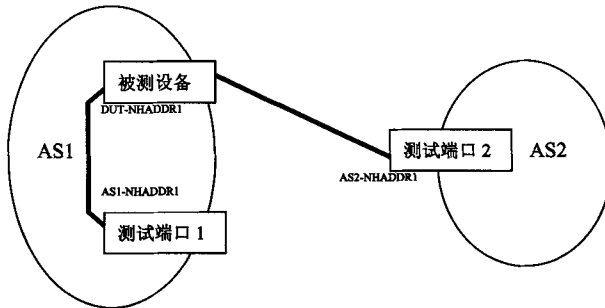 被测设备
DUT-NHADDR1
AS1
AS1-NHADDR1
测试端口 1
测试端口 2
AS2
AS2-NHADDR1